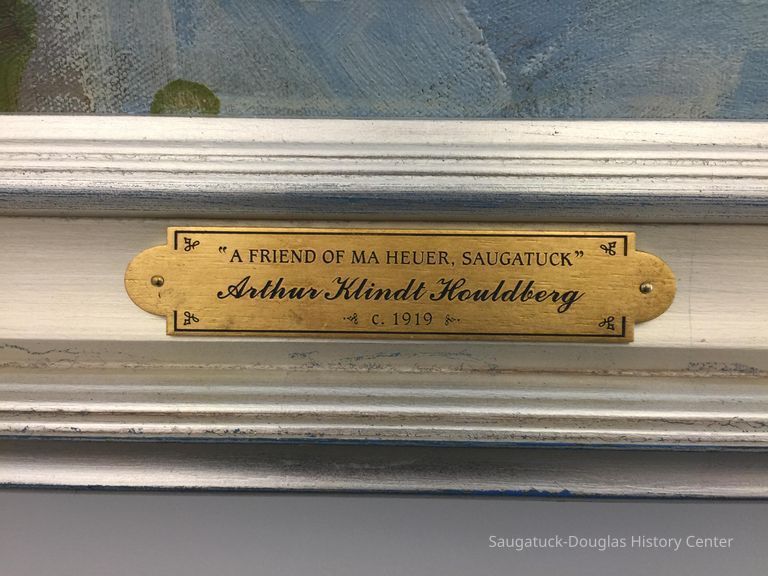 "A FRIEND OF MA HEUER, SAUGATUCK"
Arthur Klindt Houldberg
c. 1919
Saugatuck-Douglas History Center